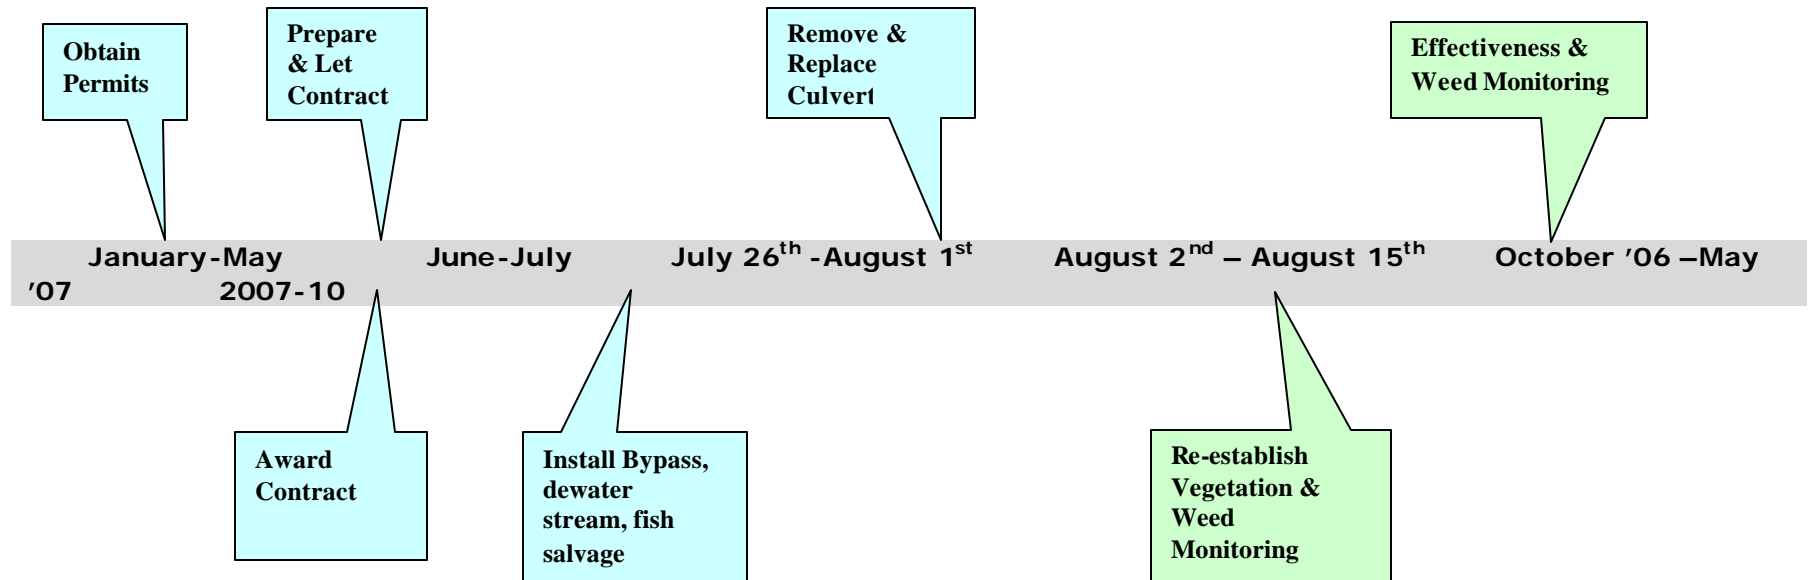 Obtain
Permits
Prepare
& Let
Contract
Remove &
Replace
Culvert
Effectiveness &
Weed Monitoring
January-May June-July July 26th -August 1st August 2nd – August 15th October '06 –May
'07 2007-10
Award
Contract
Install Bypass,
dewater
stream, fish
salvage
Re-establish
Vegetation &
Weed
Monitoring